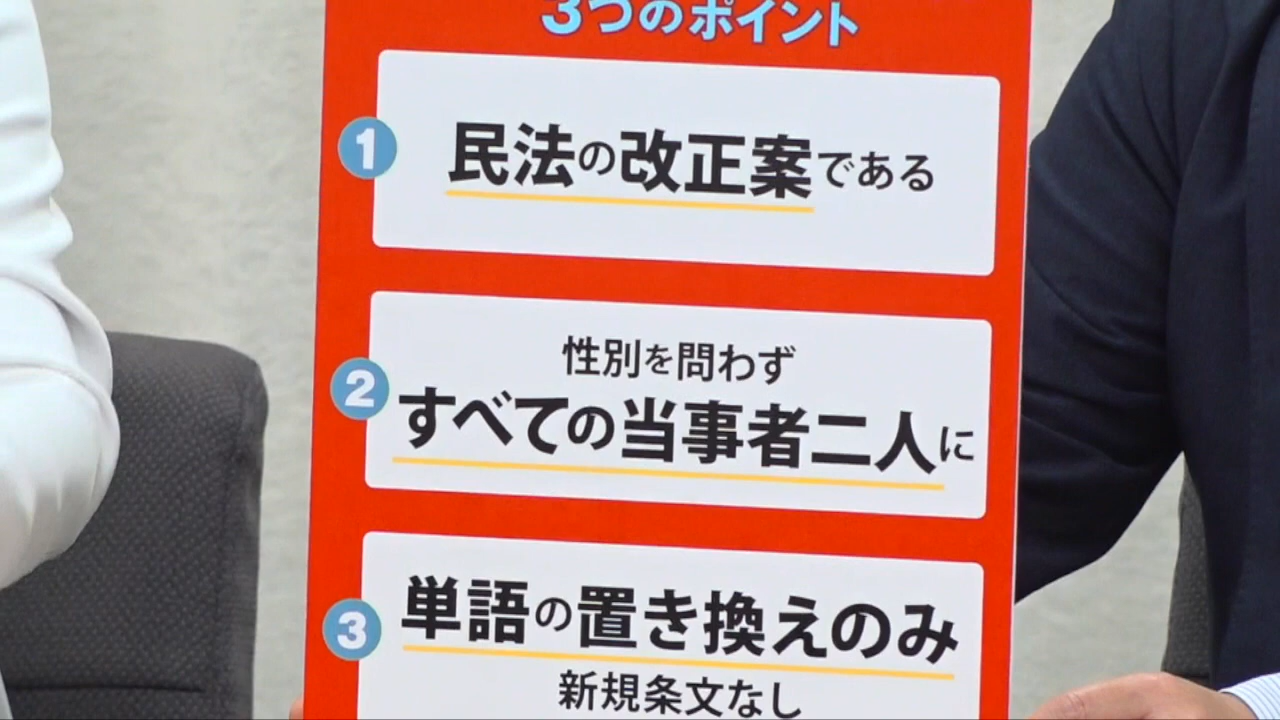 3つのポイント
1
民法の改正案である
2
性別を問わず
すべての当事者二人に
3
単語の置き換えのみ
新規条文なし